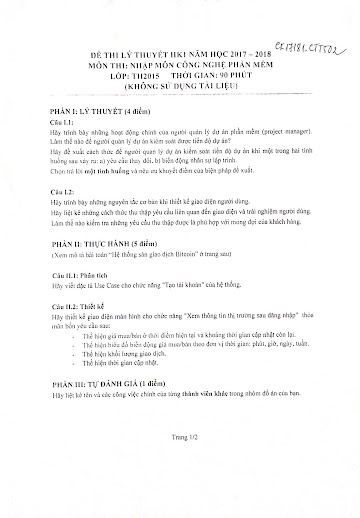 CK17181_CTT502
ĐỀ THI LÝ THUYẾT HK1 NĂM HỌC 2017 – 2018
MÔN THI: NHẬP MÔN CÔNG NGHỆ PHẦN MỀM
LỚP: TH2015 THỜI GIAN: 90 PHÚT
(KHÔNG SỬ DỤNG TÀI LIỆU)
PHẦN I: LÝ THUYẾT (4 điểm)
Câu I.1:
Hãy trình bày những hoạt động chính của người quản lý dự án phần mềm (project manager).
Làm thế nào để người quản lý dự án kiểm soát được tiến độ dự án?
Hãy đề xuất cách thức để người quản lý dự án kiểm soát tiến độ dự án khi một trong hai tình
huống sau xảy ra: a) yêu cầu thay đổi, b) biến động nhân sự lập trình.
Chọn trả lời một tình huống và nêu ưu khuyết điểm của biện pháp đề xuất.
Câu I.2:
Hãy trình bày những nguyên tắc cơ bản khi thiết kế giao diện người dùng.
Hãy liệt kê những cách thức thu thập yêu cầu liên quan đến giao diện và trải nghiệm người dùng.
Làm thế nào kiểm tra những yêu cầu thu thập được là phù hợp với mong đợi của khách hàng.
PHẦN II: THỰC HÀNH (5 điểm)
(Xem mô tả bài toán "Hệ thống sàn giao dịch Bitcoin" ở trang sau)
Câu II.1: Phân tích
Hãy viết đặc tả Use Case cho chức năng "Tạo tài khoản" của hệ thống.
Câu II.2: Thiết kế
Hãy thiết kế giao diện màn hình cho chức năng "Xem thông tin thị trường sau đăng nhập" thỏa
mãn bốn yêu cầu sau:
- Thể hiện giá mua/bán ở thời điểm hiện tại và khoảng thời gian cập nhật còn lại.
- Thể hiện biểu đồ biến động giá mua/bán theo đơn vị thời gian: phút, giờ, ngày, tuần.
- Thể hiện khối lượng giao dịch.
- Thể hiện thời gian cập nhật.
PHẦN III: TỰ ĐÁNH GIÁ (1 điểm)
Hãy liệt kê tên và các công việc chính của từng thành viên khác trong nhóm đồ án của bạn.
Trang 1/2